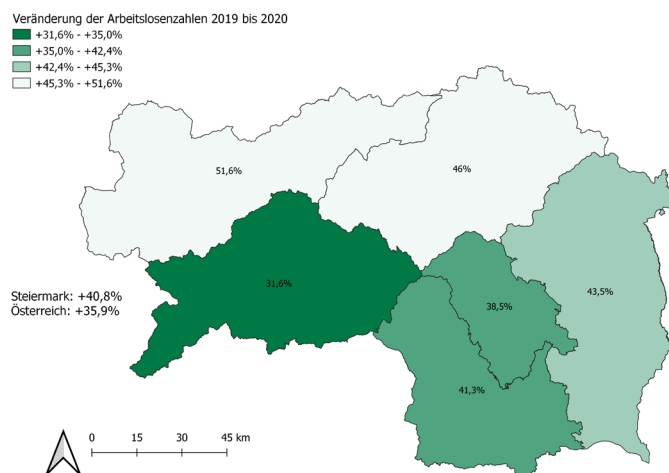 Veränderung der Arbeitslosenzahlen 2019 bis 2020
+31,6% - +35,0%
+35,0% - +42,4%
+42,4% - +45,3%
+45,3% - +51,6%
51,6%
46%
31,6%
38,5%
43,5%
41,3%
Steiermark: +40,8%
Österreich: +35,9%
0 15 30 45 km